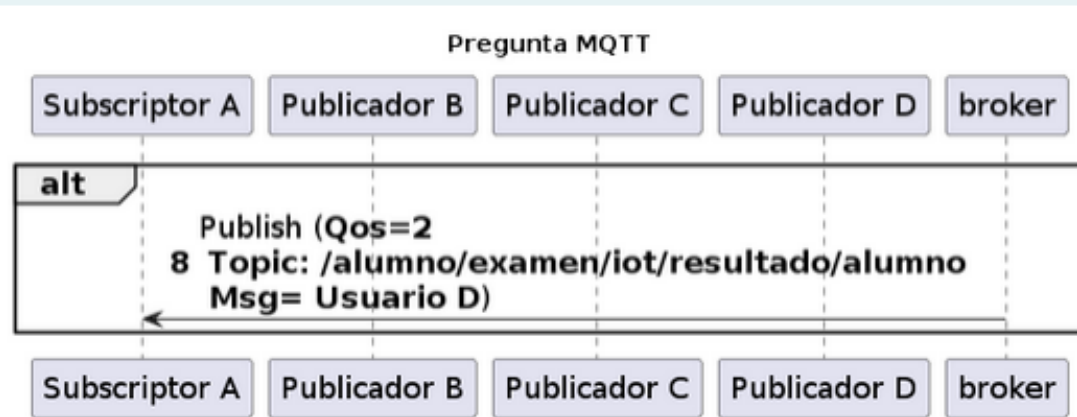 Pregunta MQTT
Subscriptor A Publicador B Publicador C Publicador D broker
alt
Publish (Qos=2
8 Topic: /alumno/examen/iot/resultado/alumno
Msg= Usuario D)
Subscriptor A Publicador B Publicador C Publicador D broker